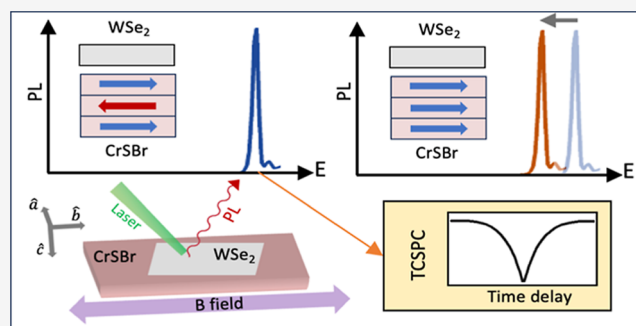 WSe₂
PL
CrSBr
E
WSe₂
PL
CrSBr
E
â
b̂
ĉ
Laser
PL
CrSBr
WSe₂
B field
TCSPC
Time delay